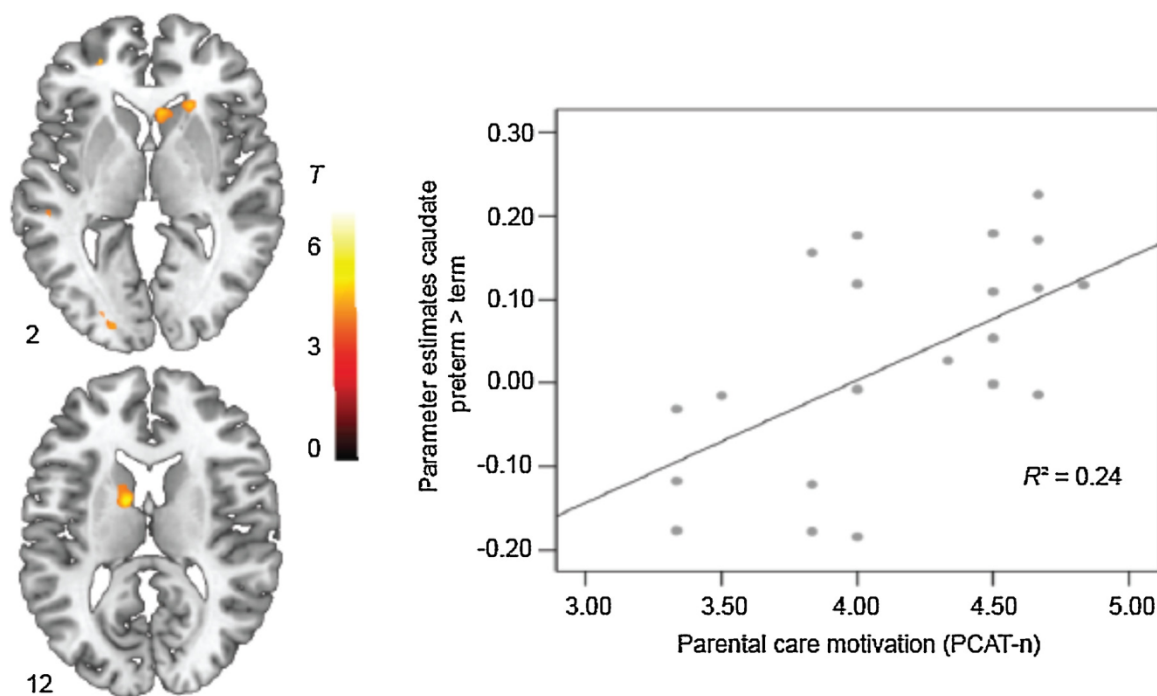 2
12
T
6
3
0
Parameter estimates caudate
preterm > term
0.30
0.20
0.10
0.00
-0.10
-0.20
R² = 0.24
3.00 3.50 4.00 4.50 5.00
Parental care motivation (PCAT-n)